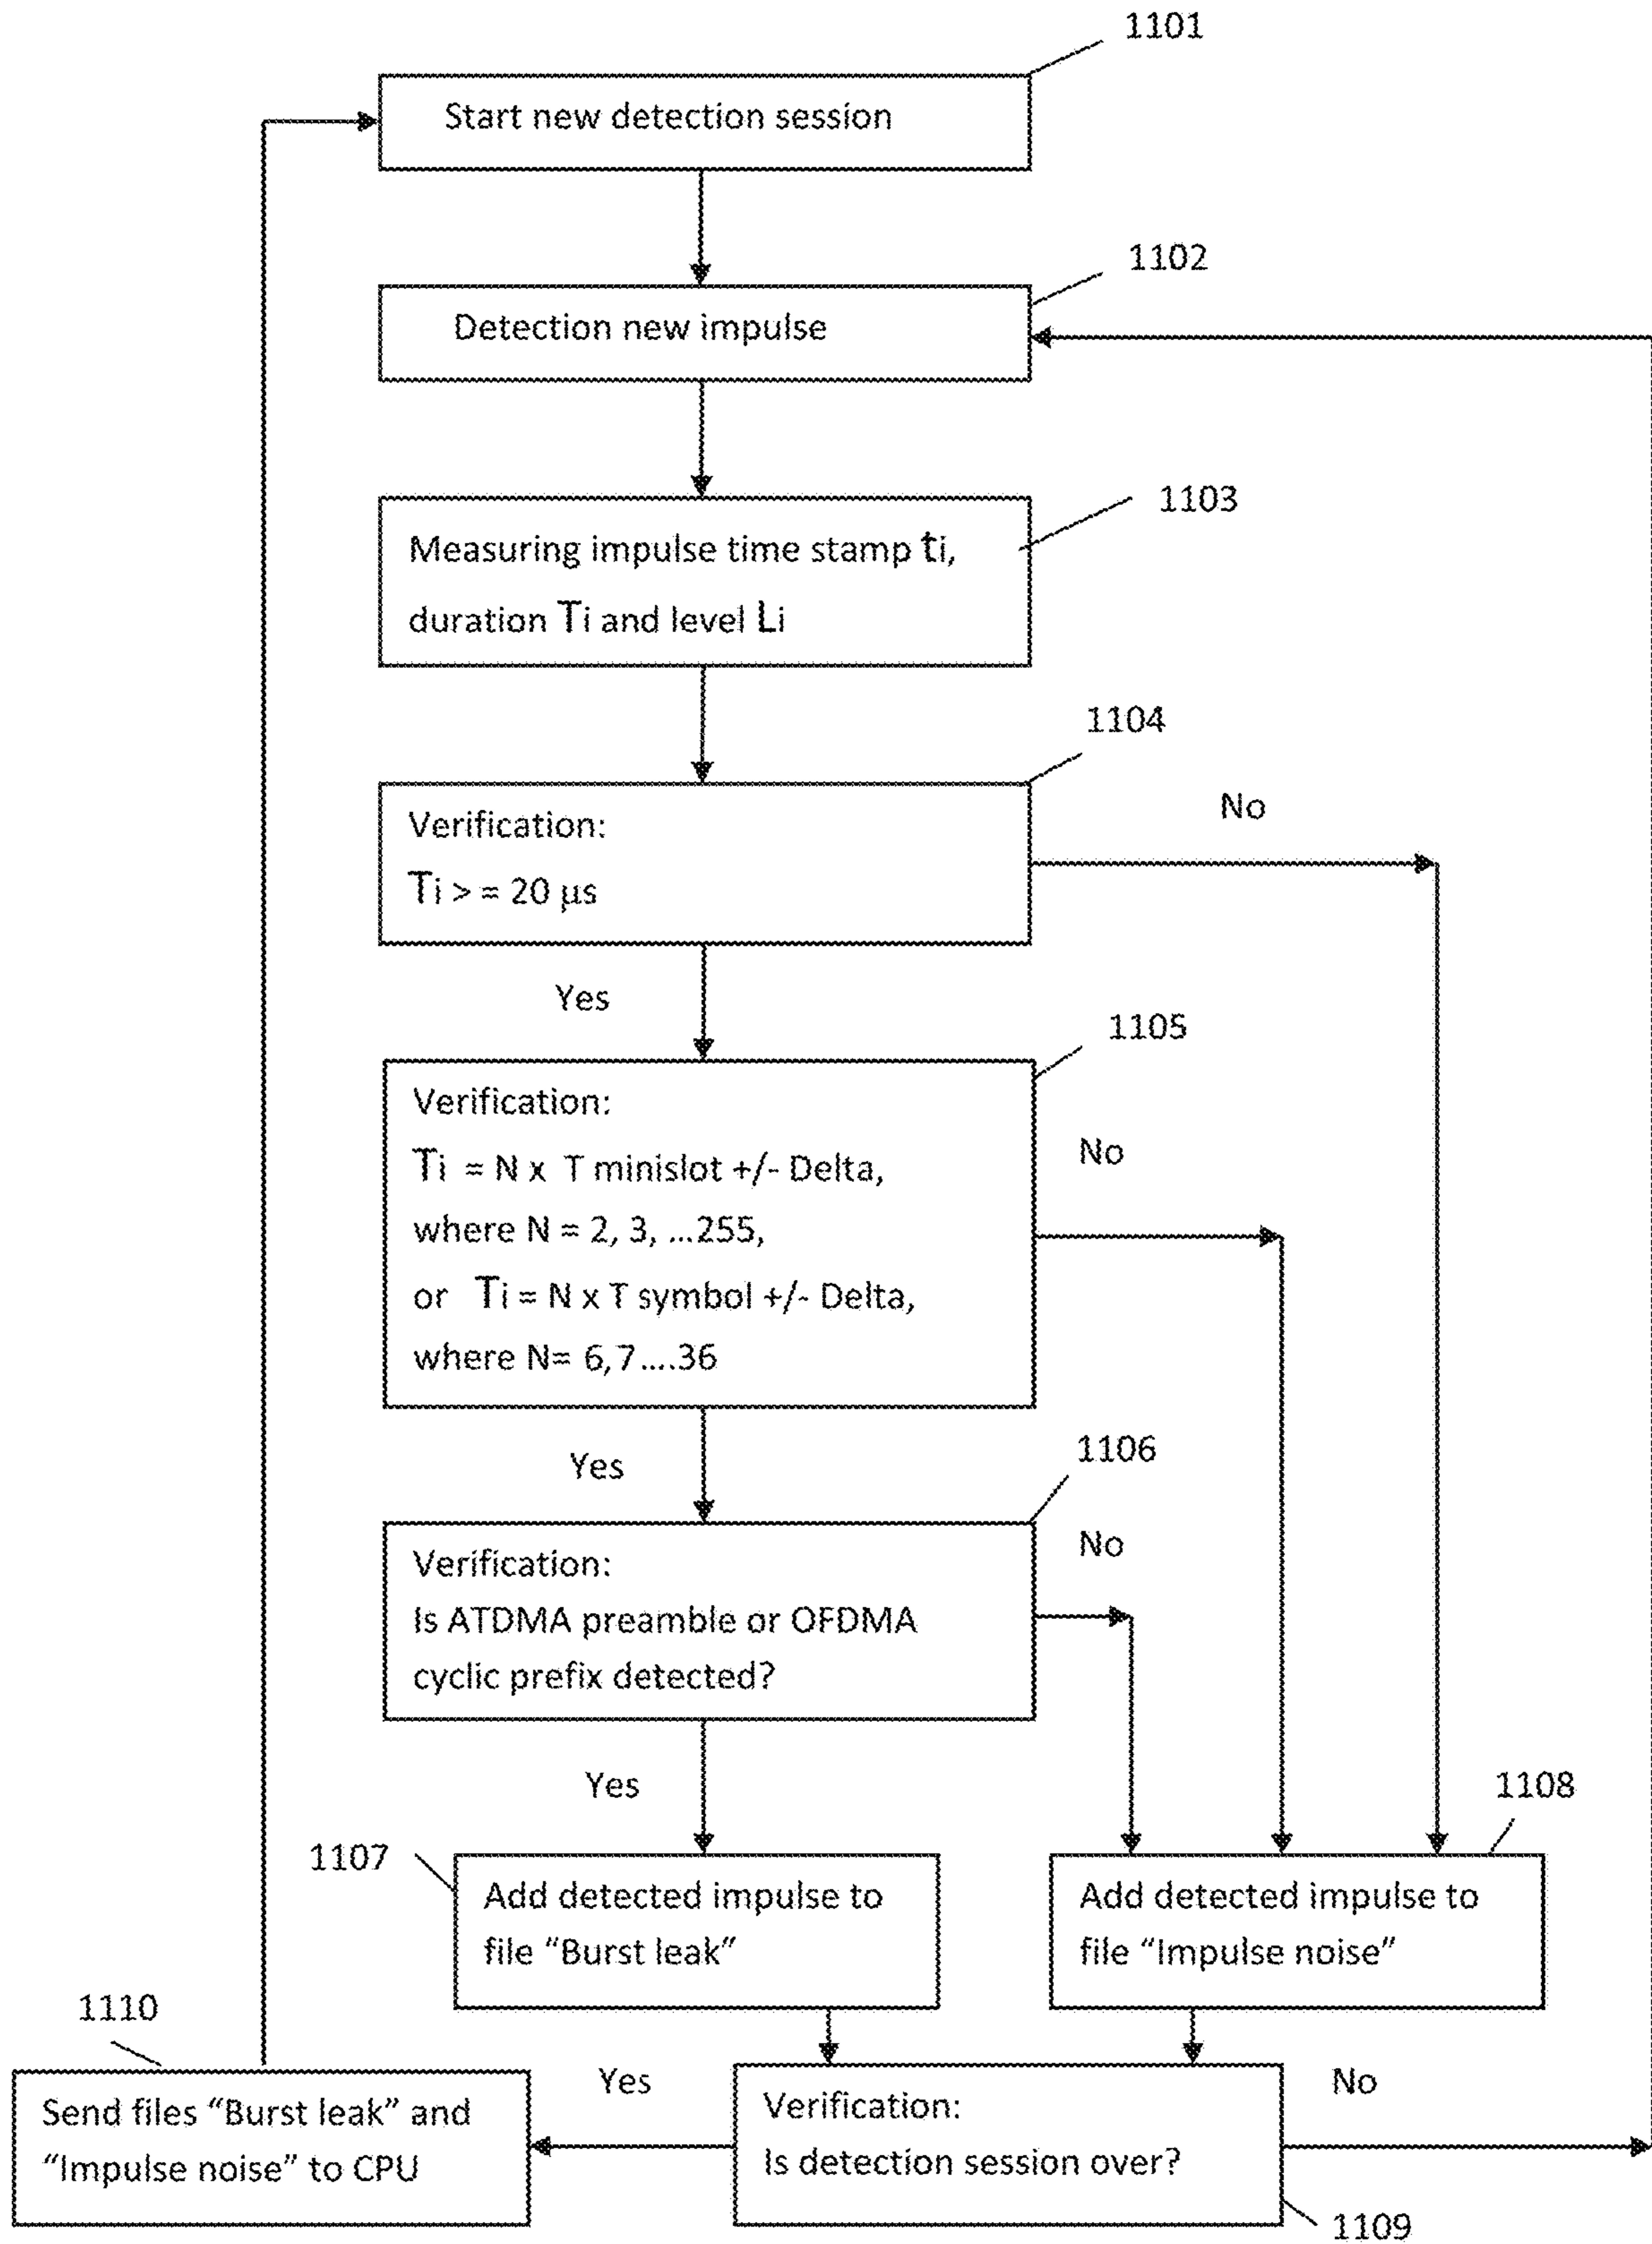 1101
Start new detection session
1102
Detection new impulse
1103
Measuring impulse time stamp ti,
duration Ti and level Li
1104
Verification:
Ti > = 20 μs
No
Yes
1105
Verification:
Ti = N x T minislot +/- Delta,
where N = 2, 3, ...255,
or Ti = N x T symbol +/- Delta,
where N= 6,7....36
No
Yes
1106
Verification:
Is ATDMA preamble or OFDMA
cyclic prefix detected?
No
Yes
1107
Add detected impulse to
file “Burst leak”
1108
Add detected impulse to
file “Impulse noise”
1110
Send files “Burst leak” and
“Impulse noise” to CPU
Yes
Verification:
Is detection session over?
No
1109